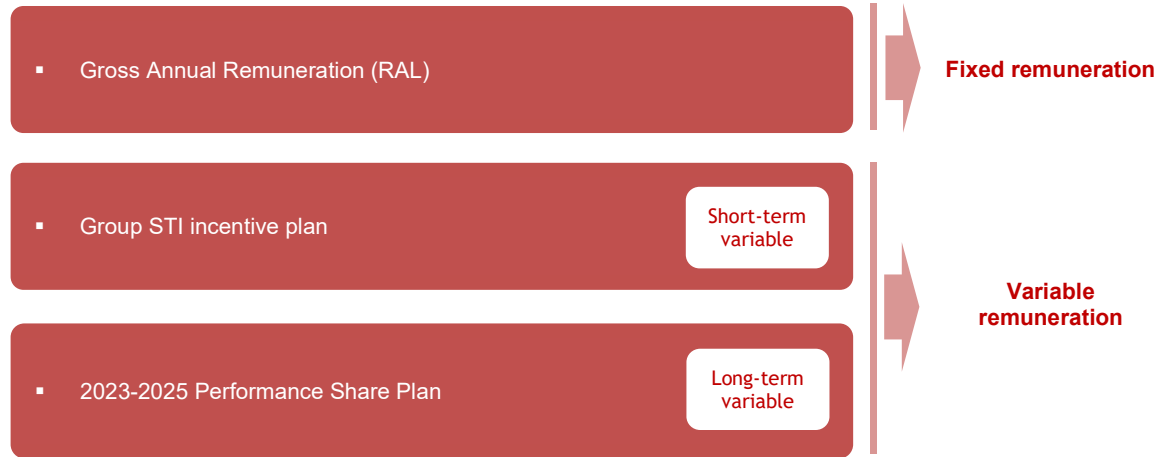 ▪ Gross Annual Remuneration (RAL)
Fixed remuneration
▪ Group STI incentive plan
Short-term
variable
Variable
remuneration
▪ 2023-2025 Performance Share Plan
Long-term
variable